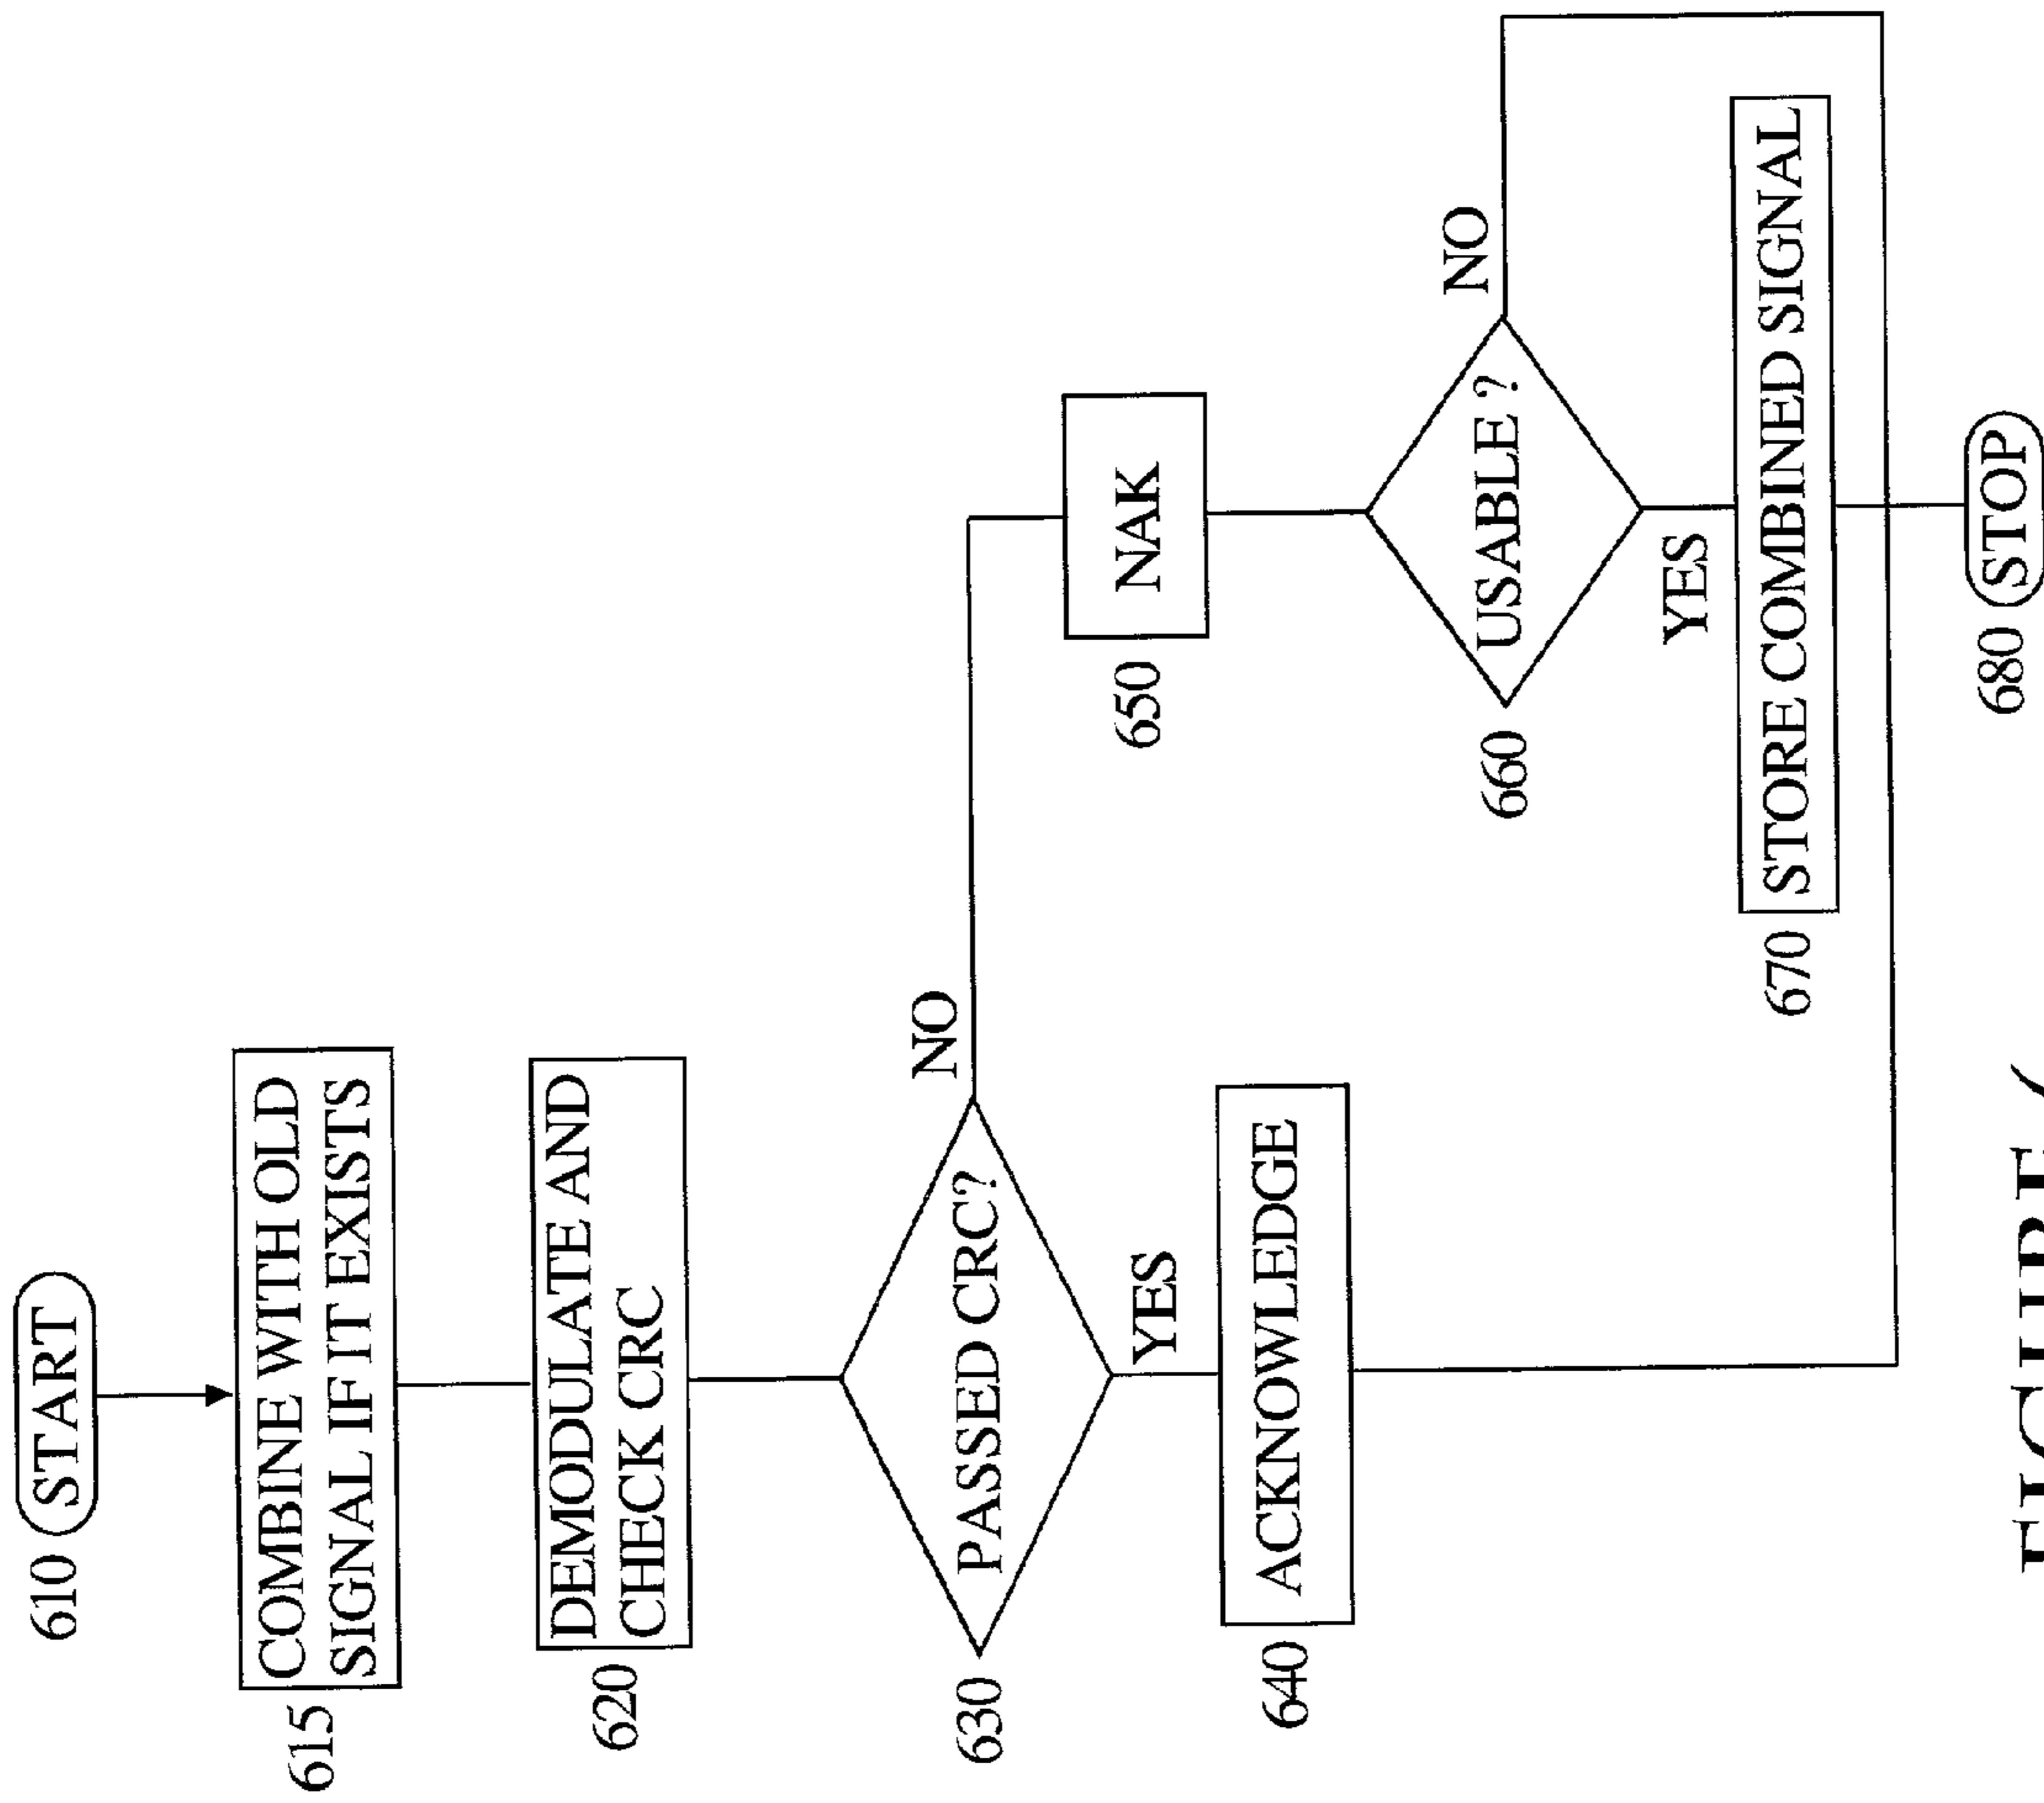 610 START
615 COMBINE WITH OLD
SIGNAL IF IT EXISTS
620 DEMODULATE AND
CHECK CRC
630 PASSED CRC?
NO
YES
640 ACKNOWLEDGE
650 NAK
660 USABLE ?
NO
YES
670 STORE COMBINED SIGNAL
680 STOP